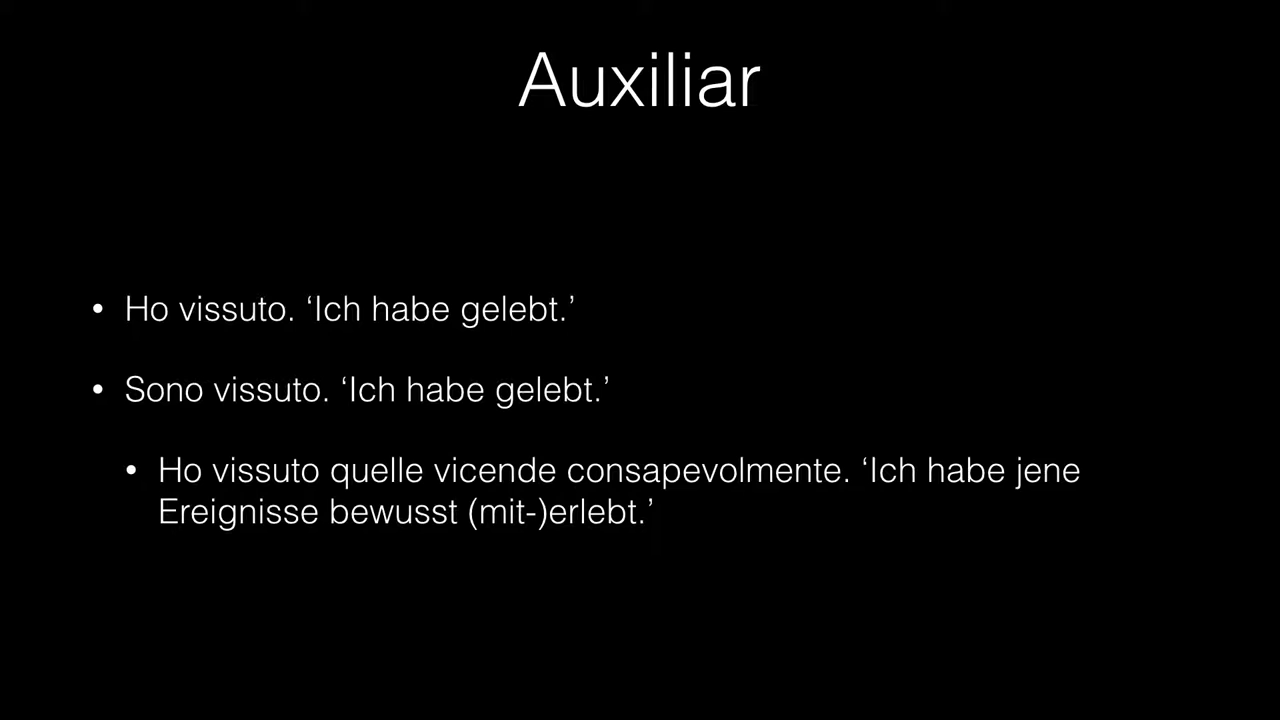 Auxiliar
• Ho vissuto. ‘Ich habe gelebt.’
• Sono vissuto. ‘Ich habe gelebt.’
• Ho vissuto quelle vicende consapevolmente. ‘Ich habe jene
Ereignisse bewusst (mit-)erlebt.’